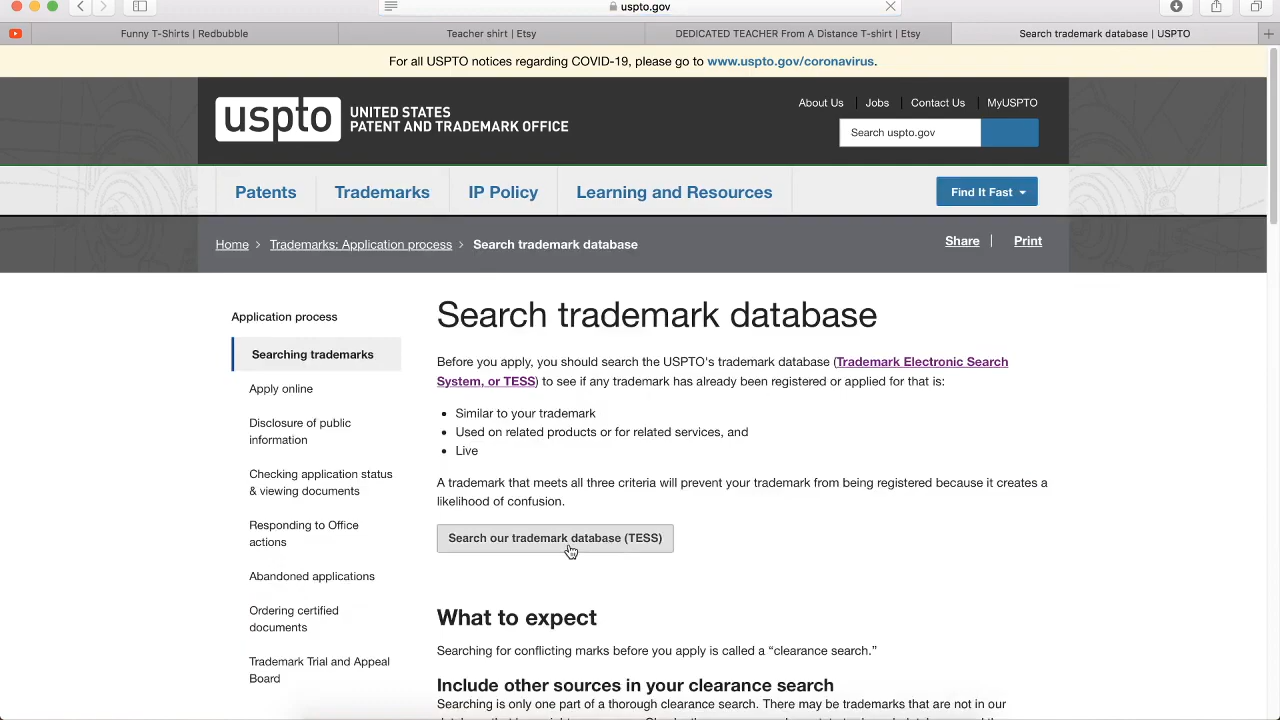 uspto.gov
Funny T-Shirts | Redbubble
Teacher shirt | Etsy
DEDICATED TEACHER From A Distance T-shirt | Etsy
Search trademark database | USPTO
For all USPTO notices regarding COVID-19, please go to www.uspto.gov/coronavirus.
About Us
Jobs
Contact Us
MyUSPTO
uspto
UNITED STATES
PATENT AND TRADEMARK OFFICE
Search uspto.gov
Patents
Trademarks
IP Policy
Learning and Resources
Find It Fast
Home > Trademarks: Application process > Search trademark database
Share | Print
Application process
Searching trademarks
Apply online
Disclosure of public
information
Checking application status
& viewing documents
Responding to Office
actions
Abandoned applications
Ordering certified
documents
Trademark Trial and Appeal
Board
Search trademark database
Before you apply, you should search the USPTO's trademark database (Trademark Electronic Search
System, or TESS) to see if any trademark has already been registered or applied for that is:
• Similar to your trademark
• Used on related products or for related services, and
• Live
A trademark that meets all three criteria will prevent your trademark from being registered because it creates a
likelihood of confusion.
Search our trademark database (TESS)
What to expect
Searching for conflicting marks before you apply is called a “clearance search.”
Include other sources in your clearance search
Searching is only one part of a thorough clearance search. There may be trademarks that are not in our